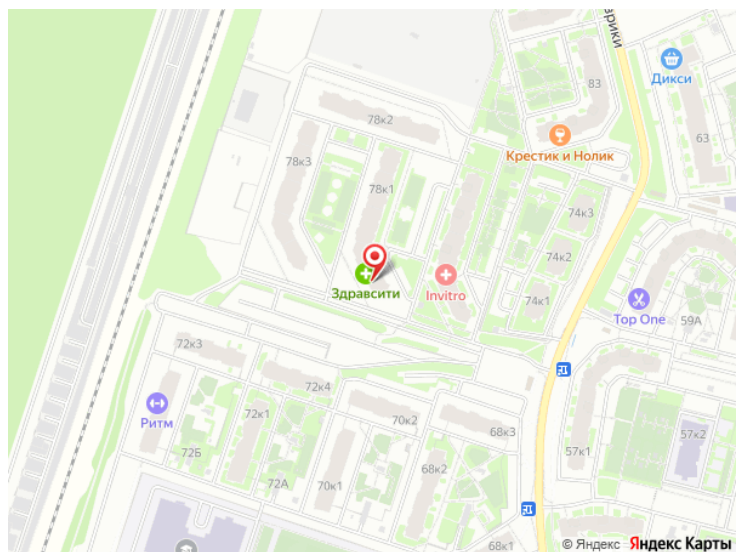 врики
Дикси
83
63
78к2
Крестик и Нолик
78к3
78к1
74к3
74к2
Здравсити
Invitro
74к1
Top One
59А
72к3
72к4
Ритм
72к1
70к2
68к3
57к1
57к2
72Б
72А
70к1
68к2
68к1
© Яндекс Яндекс Карты